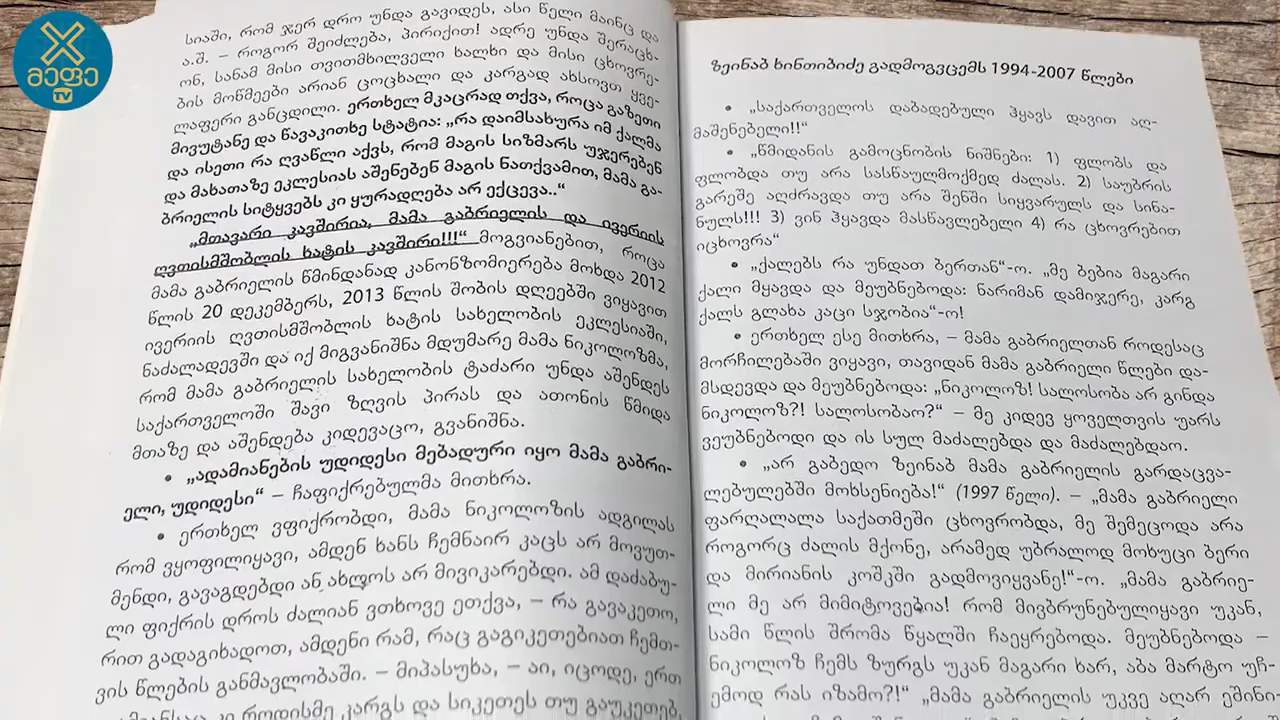 მეფე
TV
სიაში, რომ ჯერ დრო უნდა გავიდეს, ასი წელი მაინც და
ა.შ. – როგორ შეიძლება, პირიქით! ადრე უნდა შერაცხ-
ონ, სანამ მისი თვითმხილველი ხალხი და მისი ცხოვრე-
ბის მოწმეები არიან ცოცხალი და კარგად ახსოვთ ყვე-
ლაფერი განცდილი. ერთხელ მკაცრად თქვა, როცა გაზეთი
მივუტანე და წავაკითხე სტატია: „რა დაიმსახურა იმ ქალმა
და ისეთი რა ღვაწლი აქვს, რომ მაგის სიზმარს უჯერებენ
და მახათაზე ეკლესიას აშენებენ მაგის ნათქვამით, მამა გა-
ბრიელის სიტყვებს კი ყურადღება არ ექცევა..“
„მთავარი კავშირია, მამა გაბრიელის და ივერიის
ღვთისმშობლის ხატის კავშირი!!!“ მოგვიანებით, როცა
მამა გაბრიელის წმინდანად კანონზომიერება მოხდა 2012
წლის 20 დეკემბერს, 2013 წლის შობის დღეებში ვიყავით
ივერიის ღვთისმშობლის ხატის სახელობის ეკლესიაში,
ნაძალადევში და იქ მიგვანიშნა მდუმარე მამა ნიკოლოზმა,
რომ მამა გაბრიელის სახელობის ტაძარი უნდა აშენდეს
საქართველოში შავი ზღვის პირას და ათონის წმიდა
მთაზე და აშენდება კიდევაცო, გვანიშნა.
• „ადამიანების უდიდესი მებადური იყო მამა გაბრი-
ელი, უდიდესი“ – ჩაფიქრებულმა მითხრა.
• ერთხელ ვფიქრობდი, მამა ნიკოლოზის ადგილას
რომ ვყოფილიყავი, ამდენ ხანს ჩემნაირ კაცს არ მოვუთ-
მენდი, გავაგდებდი ან ახლოს არ მივიკარებდი. ამ დაძაბუ-
ლი ფიქრის დროს ძალიან ვთხოვე ეთქვა, – რა გავაკეთო,
რით გადაგიხადოთ, ამდენი რამ, რაც გაგიკეთებიათ ჩემთ-
ვის წლების განმავლობაში. – მიპასუხა, – აი, იცოდე, ერთ
კი როდისმე კარგს და სიკეთეს თუ გაუკეთებ,
ზეინაბ ხინთიბიძე გადმოგვცემს 1994-2007 წლები
• „საქართველოს დაბადებული ჰყავს დავით აღ-
მაშენებელი!!“
• „წმიდანის გამოცნობის ნიშნები: 1) ფლობს და
ფლობდა თუ არა სასწაულმოქმედ ძალას. 2) საუბრის
გარეშე აღძრავდა თუ არა შენში სიყვარულს და სინა-
ნულს!!! 3) ვინ ჰყავდა მასწავლებელი 4) რა ცხოვრებით
იცხოვრა“
• „ქალებს რა უნდათ ბერთან“-ო. „მე ბებია მაგარი
ქალი მყავდა და მეუბნებოდა: ნარიმან დამიჯერე, კარგ
ქალს გლახა კაცი სჯობია“-ო!
• ერთხელ ესე მითხრა, – მამა გაბრიელთან როდესაც
მორჩილებაში ვიყავი, თავიდან მამა გაბრიელი წლები და-
მსდევდა და მეუბნებოდა: „ნიკოლოზ! სალოსობა არ გინდა
ნიკოლოზ?! სალოსობაო?“ – მე კიდევ ყოველთვის უარს
ვეუბნებოდი და ის სულ მაძალებდა და მაძალებდაო.
• „არ გაბედო ზეინაბ მამა გაბრიელის გარდაცვა-
ლებულებში მოხსენიება!“ (1997 წელი). – „მამა გაბრიელი
ფარღალალა საქათმეში ცხოვრობდა, მე შემეცოდა არა
როგორც ძალის მქონე, არამედ უბრალოდ მოხუცი ბერი
და მირიანის კოშკში გადმოვიყვანე!“-ო. „მამა გაბრიე-
ლი მე არ მიმიტოვებია! რომ მივბრუნებულიყავი უკან,
სამი წლის შრომა წყალში ჩაეყრებოდა. მეუბნებოდა –
ნიკოლოზ ჩემს ზურგს უკან მაგარი ხარ, აბა მარტო უჩ-
ემოდ რას იზამო?!“ „მამა გაბრიელის უკვე აღარ ეშინი-